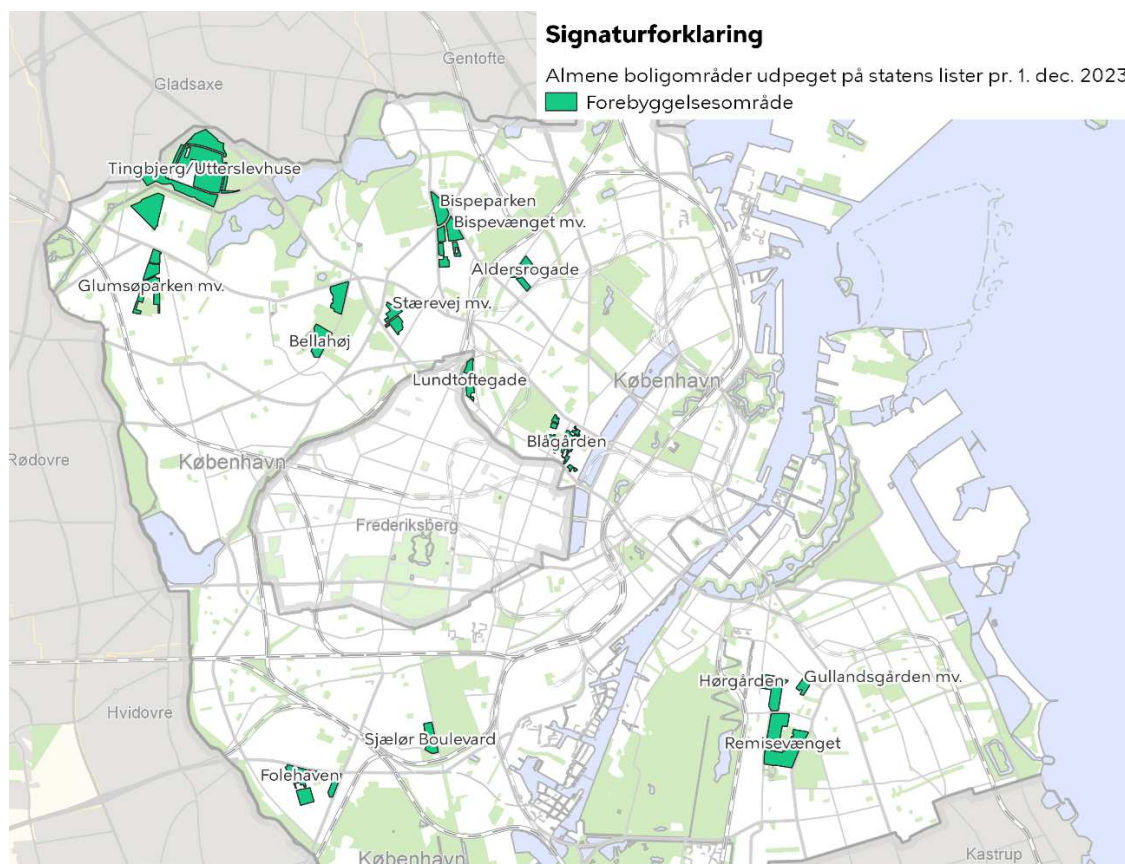 Signaturforklaring
Almene boligområder udpeget på statens lister pr. 1. dec. 2023
Forebyggelsesområde
Gentofte
Gladsaxe
Tingbjerg/Utterslevhuse
Bispeparken
Bispevænget mv.
Aldersrogade
Glumsøparken mv.
Stærevej mv.
Bellahøj
Lundtoftegade
København
Blågården
Rødovre
København
Frederiksberg
Hørgården
Gullandsgården mv.
Hvidovre
Sjælør Boulevard
Remisevænget
Folehaven
København
Kastrup